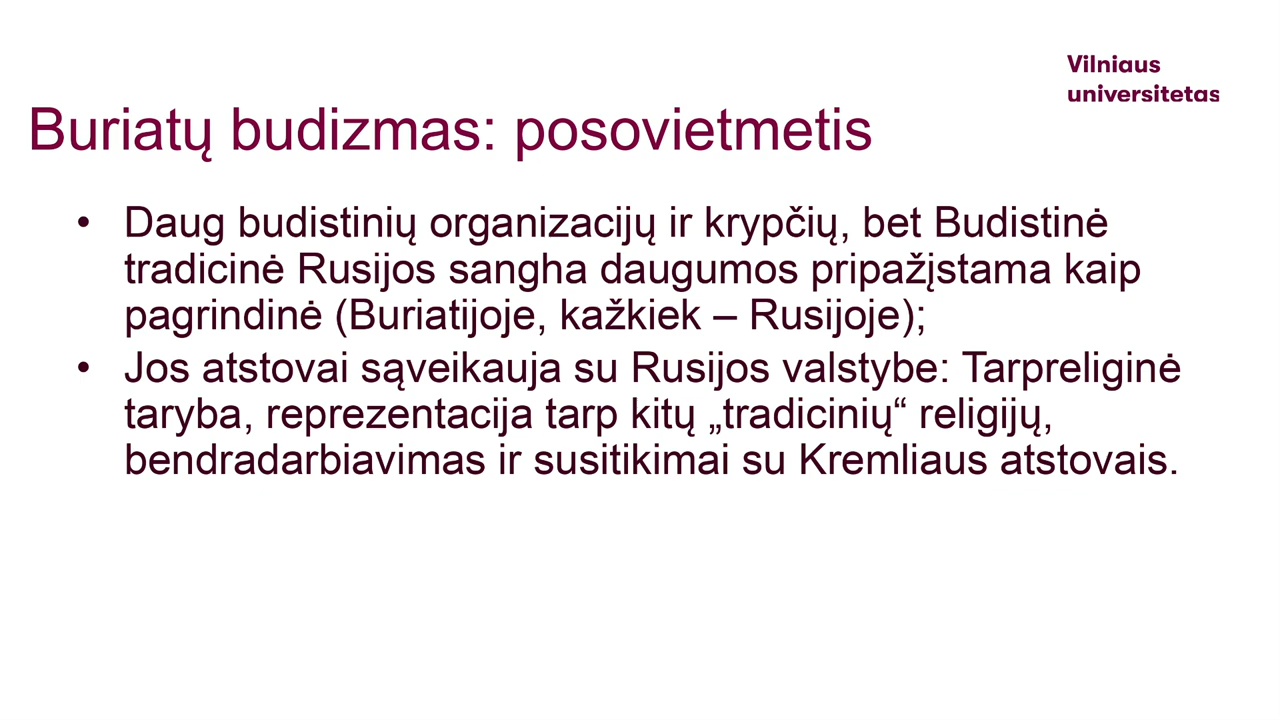 Vilniaus
universitetas
Buriatų budizmas: posovietmetis
• Daug budistinių organizacijų ir krypčių, bet Budistinė
tradicinė Rusijos sangha daugumos pripažįstama kaip
pagrindinė (Buriatijoje, kažkiek – Rusijoje);
• Jos atstovai sąveikauja su Rusijos valstybe: Tarpreliginė
taryba, reprezentacija tarp kitų „tradicinių“ religijų,
bendradarbiavimas ir susitikimai su Kremliaus atstovais.